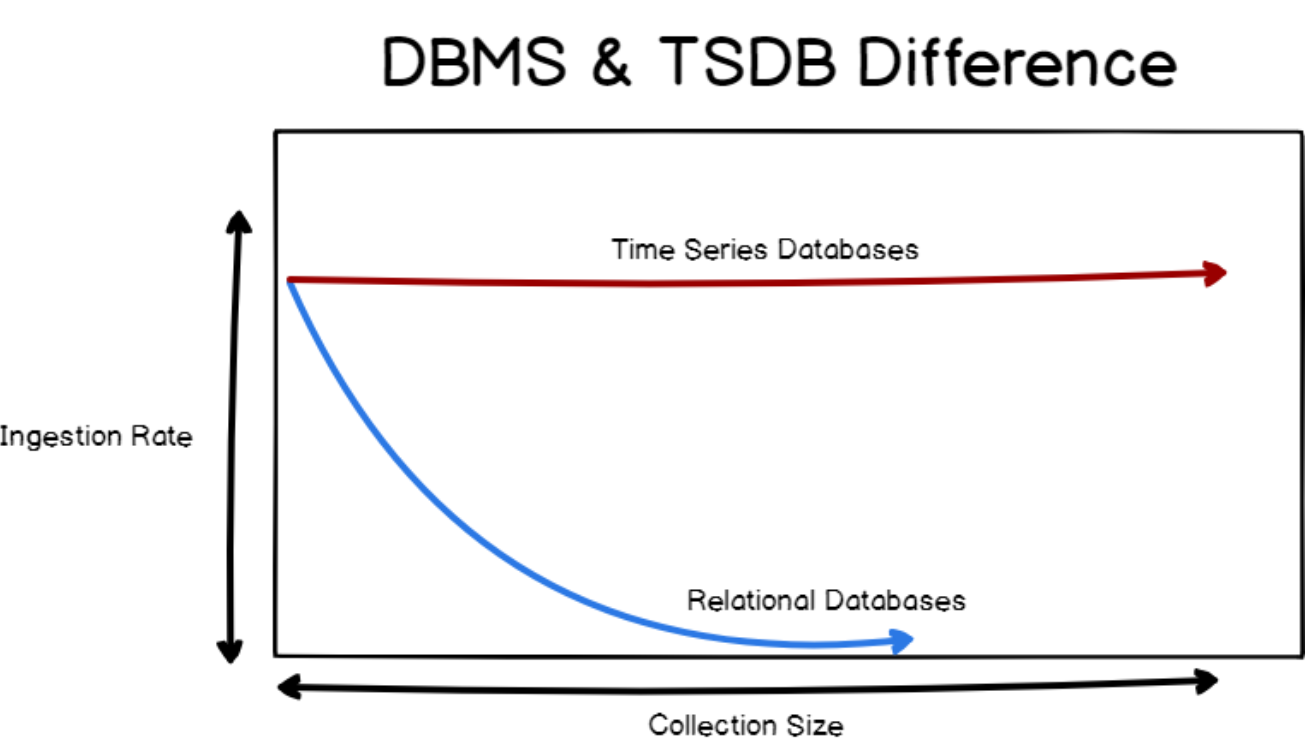 DBMS & TSDB Difference
Time Series Databases
Ingestion Rate
Relational Databases
Collection Size